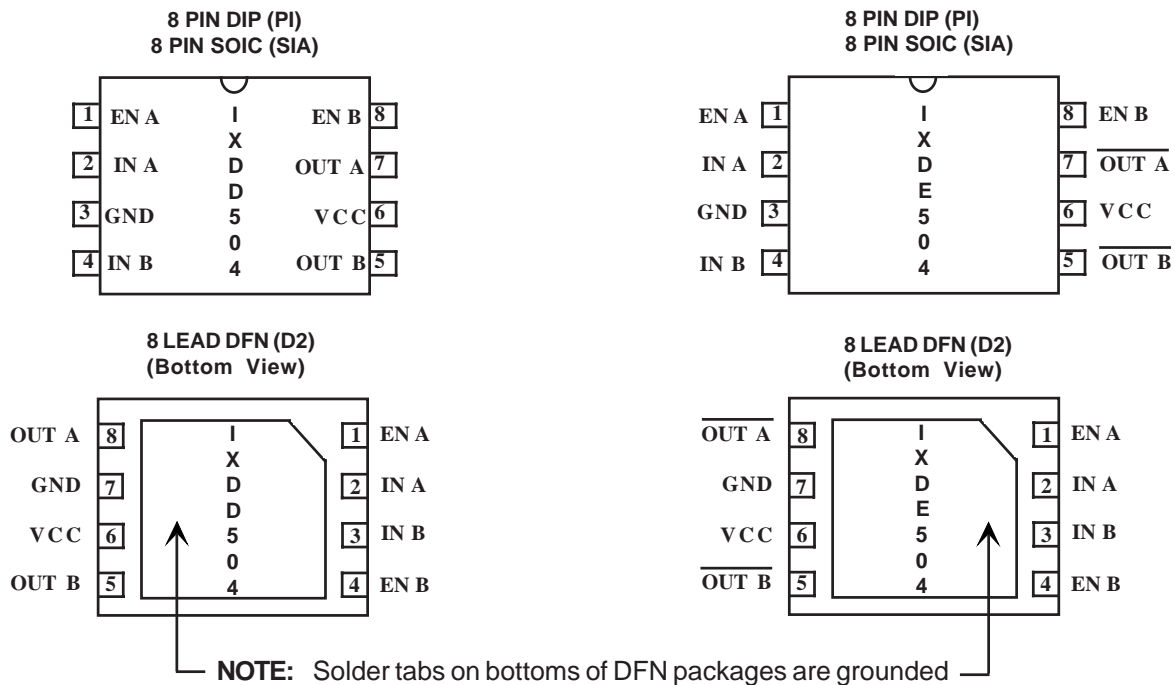 8 PIN DIP (PI)
8 PIN SOIC (SIA)
1 EN A
2 IN A
3 GND
4 IN B
I
X
D
D
5
0
4
EN B 8
OUT A 7
VCC 6
OUT B 5
8 PIN DIP (PI)
8 PIN SOIC (SIA)
EN A 1
IN A 2
GND 3
IN B 4
I
X
D
E
5
0
4
8 EN B
7 OUT A
6 VCC
5 OUT B
8 LEAD DFN (D2)
(Bottom View)
OUT A 8
GND 7
VCC 6
OUT B 5
I
X
D
D
5
0
4
1 EN A
2 IN A
3 IN B
4 EN B
8 LEAD DFN (D2)
(Bottom View)
OUT A 8
GND 7
VCC 6
OUT B 5
I
X
D
E
5
0
4
1 EN A
2 IN A
3 IN B
4 EN B
NOTE: Solder tabs on bottoms of DFN packages are grounded